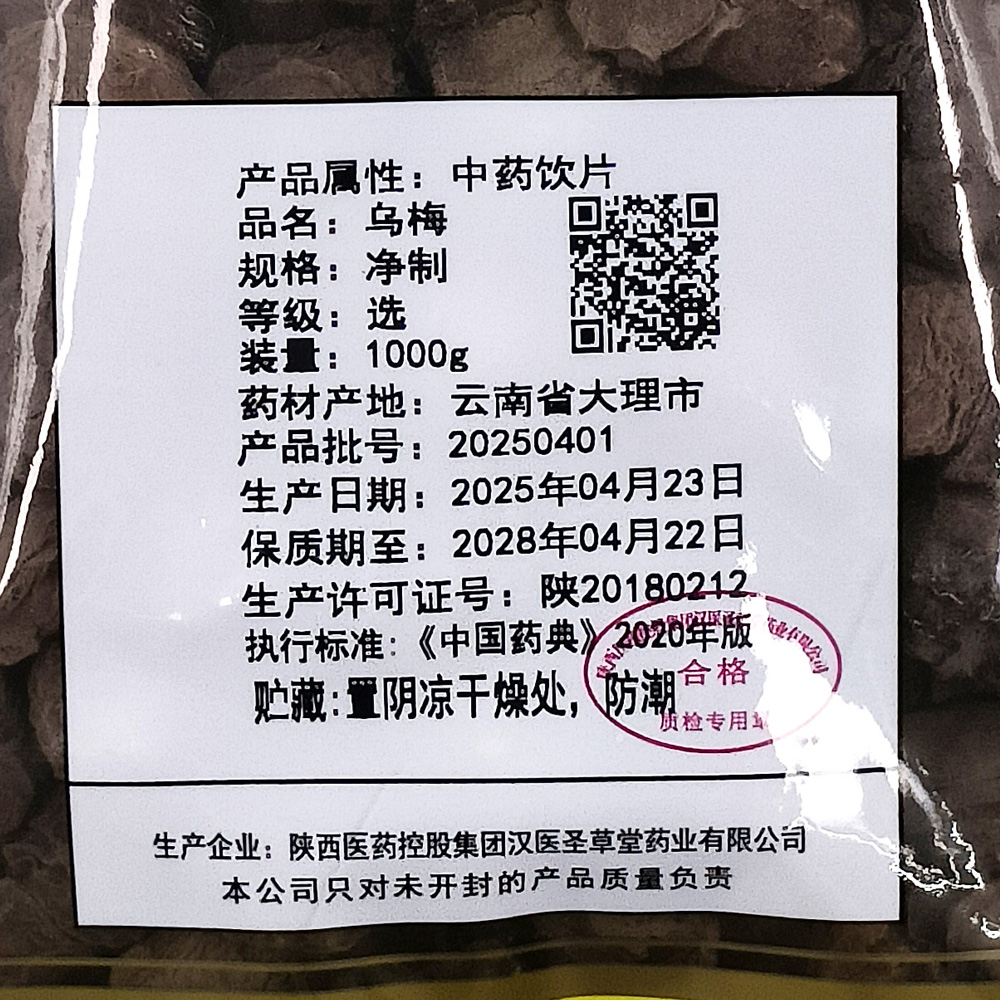 产品属性：中药饮片
品名：乌梅
规格：净制
等级：选
装量：1000g
药材产地：云南省大理市
产品批号：20250401
生产日期：2025年04月23日
保质期至：2028年04月22日
生产许可证号：陕20180212
执行标准:《中国药典》2020年版
贮藏:置阴凉干燥处，防潮
合格
质检专用章
生产企业：陕西医药控股集团汉医圣草堂药业有限公司
本公司只对未开封的产品质量负责